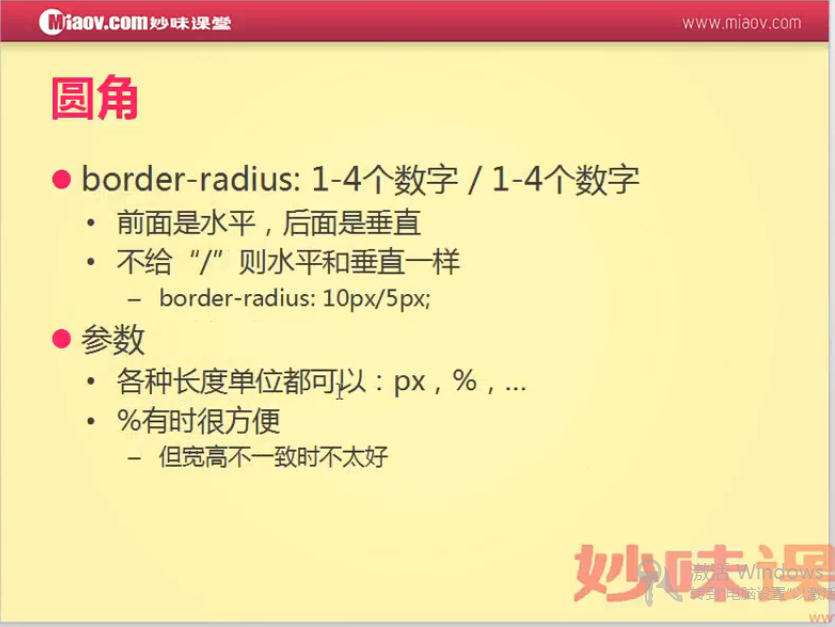 Miaov.com妙味课堂
www.miaov.com
圆角
border-radius: 1-4个数字 / 1-4个数字
前面是水平，后面是垂直
不给“/”则水平和垂直一样
– border-radius: 10px/5px;
参数
各种长度单位都可以：px，%，…
%有时很方便
– 但宽高不一致时不太好
妙味课
激活 Windows
转到“电脑设置”以激活
ww